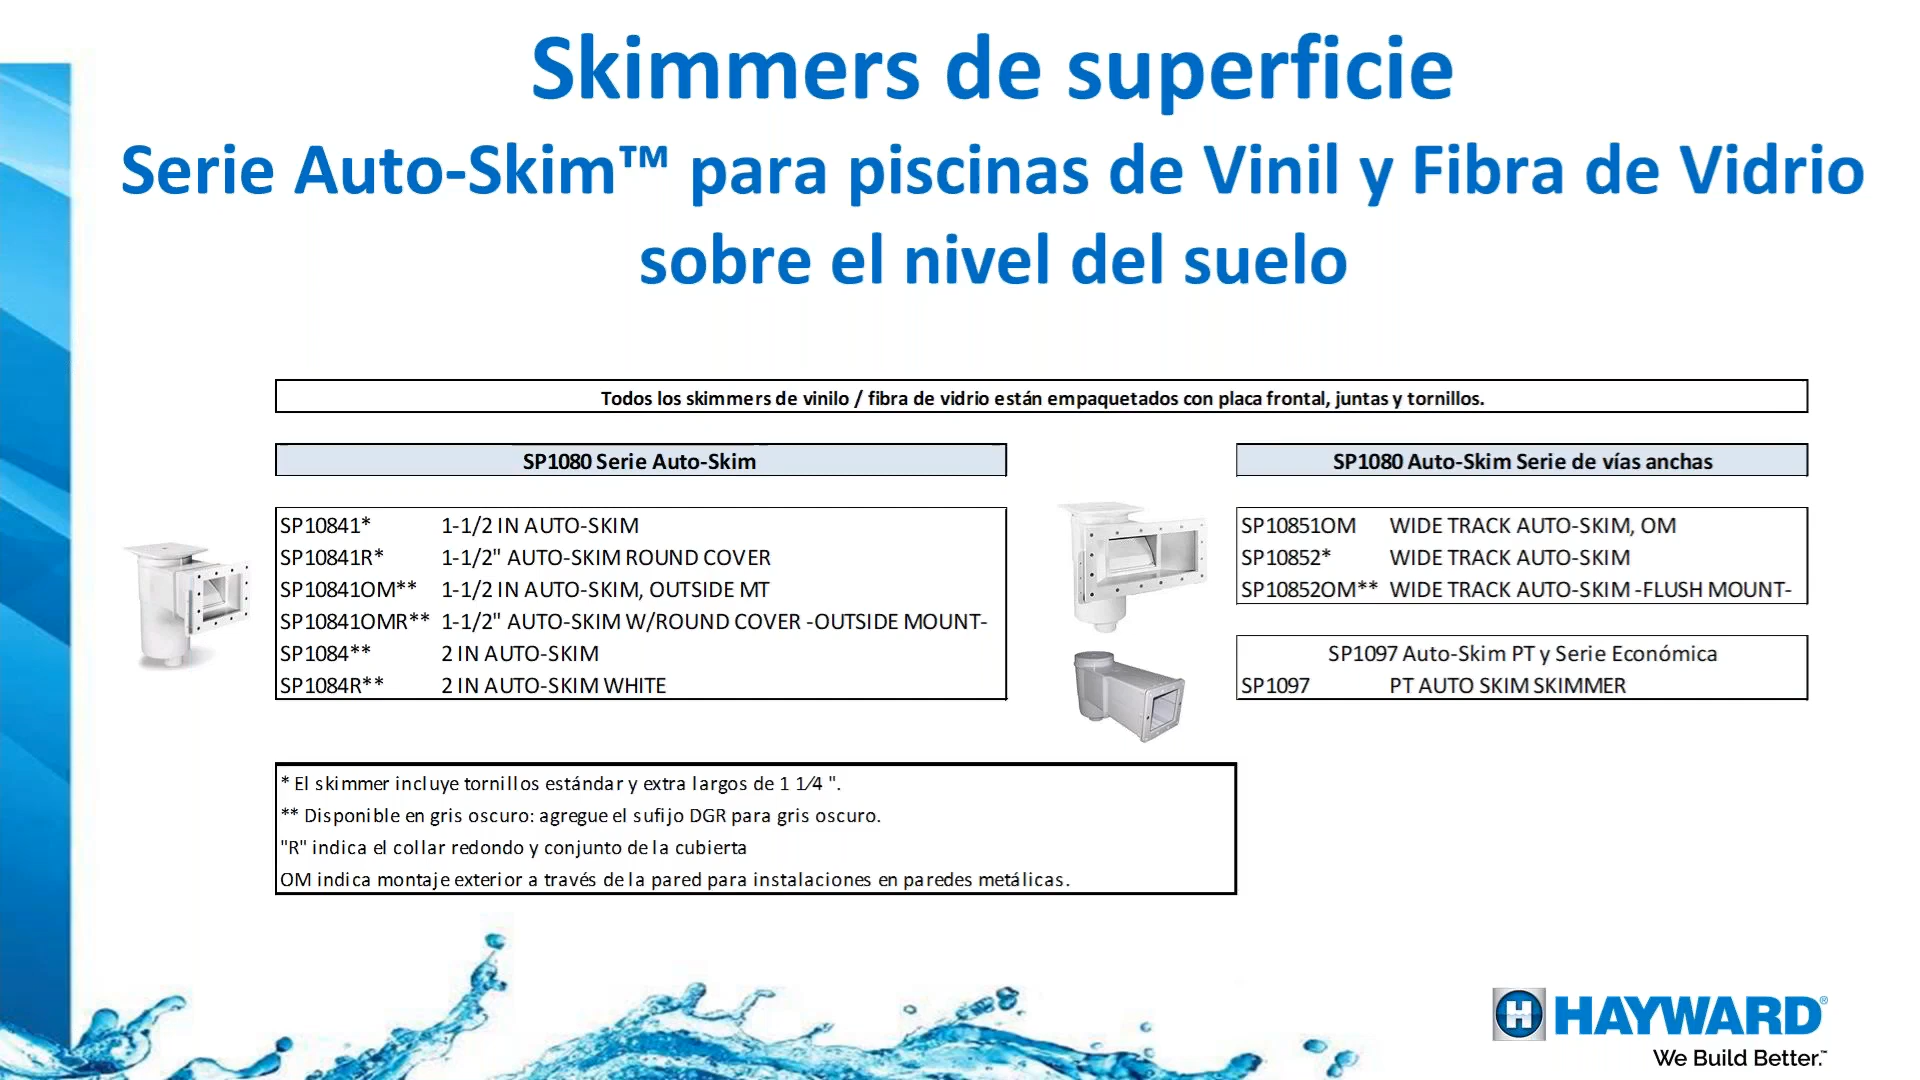 Skimmers de superficie
Serie Auto-Skim™ para piscinas de Vinil y Fibra de Vidrio
sobre el nivel del suelo
Todos los skimmers de vinilo / fibra de vidrio están empaquetados con placa frontal, juntas y tornillos.
SP1080 Serie Auto-Skim
SP10841* 1-1/2 IN AUTO-SKIM
SP10841R* 1-1/2" AUTO-SKIM ROUND COVER
SP10841OM** 1-1/2 IN AUTO-SKIM, OUTSIDE MT
SP10841OMR** 1-1/2" AUTO-SKIM W/ROUND COVER -OUTSIDE MOUNT-
SP1084** 2 IN AUTO-SKIM
SP1084R** 2 IN AUTO-SKIM WHITE
SP1080 Auto-Skim Serie de vías anchas
SP10851OM WIDE TRACK AUTO-SKIM, OM
SP10852* WIDE TRACK AUTO-SKIM
SP10852OM** WIDE TRACK AUTO-SKIM -FLUSH MOUNT-
SP1097 Auto-Skim PT y Serie Económica
SP1097 PT AUTO SKIM SKIMMER
* El skimmer incluye tornillos estándar y extra largos de 1 1⁄4 ".
** Disponible en gris oscuro: agregue el sufijo DGR para gris oscuro.
"R" indica el collar redondo y conjunto de la cubierta
OM indica montaje exterior a través de la pared para instalaciones en paredes metálicas.
HAYWARD®
We Build Better.™